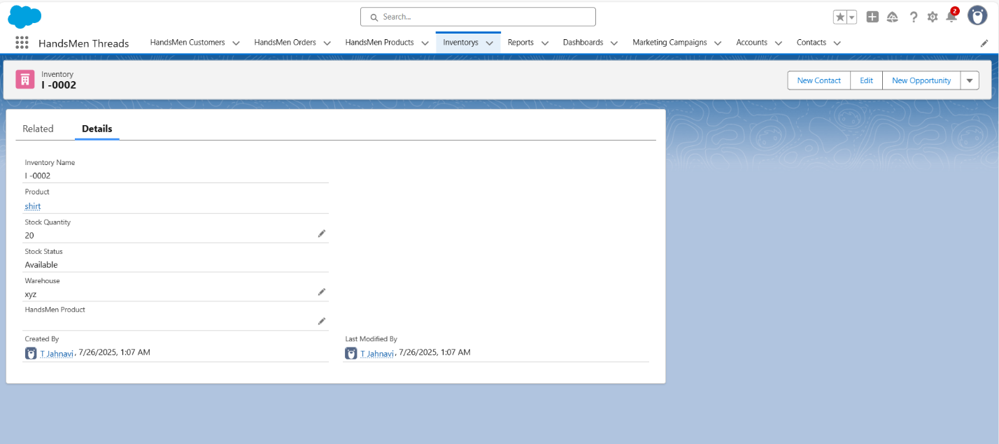 Search...
2
HandsMen Threads
HandsMen Customers
HandsMen Orders
HandsMen Products
Inventorys
Reports
Dashboards
Marketing Campaigns
Accounts
Contacts
Inventory
I -0002
New Contact
Edit
New Opportunity
Related
Details
Inventory Name
I -0002
Product
shirt
Stock Quantity
20
Stock Status
Available
Warehouse
xyz
HandsMen Product
Created By
T Jahnavi, 7/26/2025, 1:07 AM
Last Modified By
T Jahnavi, 7/26/2025, 1:07 AM